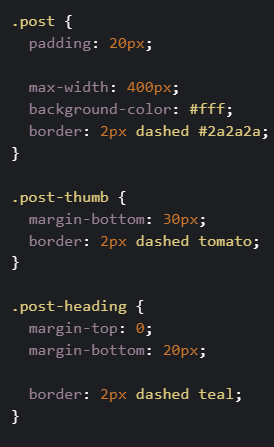 .post {
  padding: 20px;

  max-width: 400px;
  background-color: #fff;
  border: 2px dashed #2a2a2a;
}

.post-thumb {
  margin-bottom: 30px;
  border: 2px dashed tomato;
}

.post-heading {
  margin-top: 0;
  margin-bottom: 20px;

  border: 2px dashed teal;
}